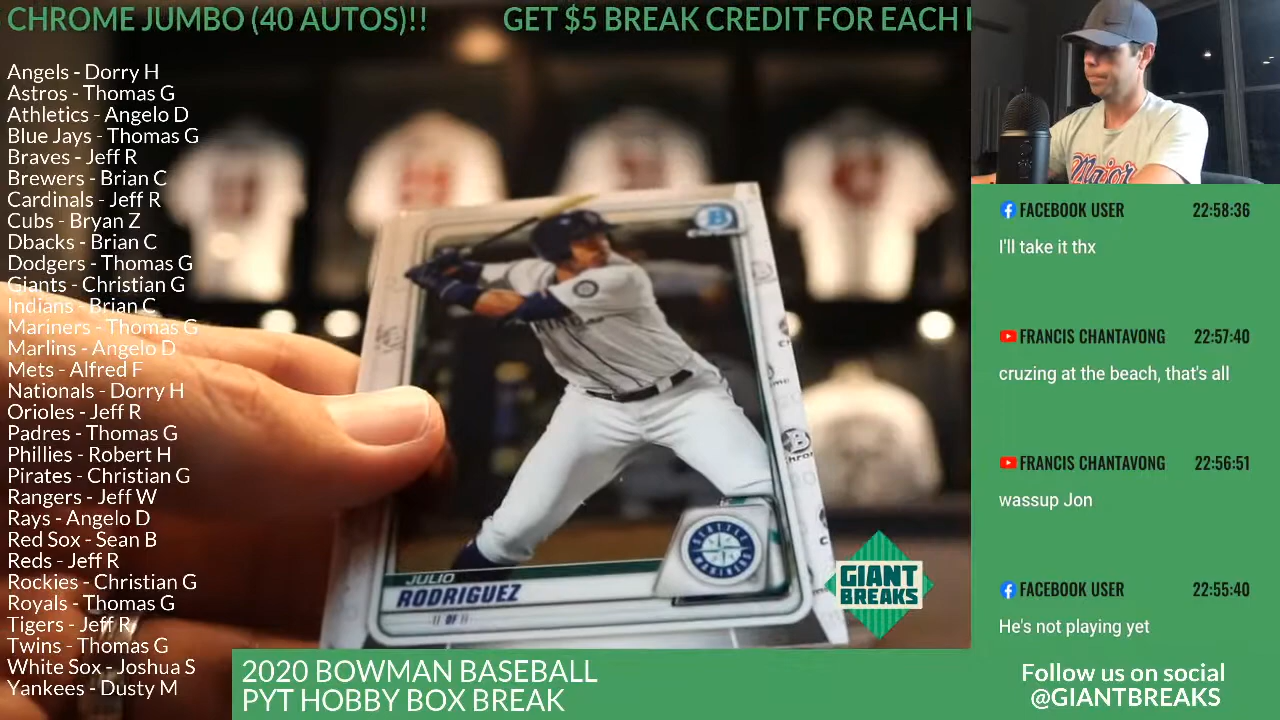 CHROME JUMBO (40 AUTOS)!! GET $5 BREAK CREDIT FOR EACH
Angels - Dorry H
Astros - Thomas G
Athletics - Angelo D
Blue Jays - Thomas G
Braves - Jeff R
Brewers - Brian C
Cardinals - Jeff R
Cubs - Bryan Z
Dbacks - Brian C
Dodgers - Thomas G
Giants - Christian G
Indians - Brian C
Mariners - Thomas G
Marlins - Angelo D
Mets - Alfred F
Nationals - Dorry H
Orioles - Jeff R
Padres - Thomas G
Phillies - Robert H
Pirates - Christian G
Rangers - Jeff W
Rays - Angelo D
Red Sox - Sean B
Reds - Jeff R
Rockies - Christian G
Royals - Thomas G
Tigers - Jeff R
Twins - Thomas G
White Sox - Joshua S
Yankees - Dusty M
B
SEATTLE
MARINERS
JULIO
RODRIGUEZ
OF
GIANT
BREAKS
2020 BOWMAN BASEBALL
PYT HOBBY BOX BREAK
Major
FACEBOOK USER 22:58:36
I'll take it thx
FRANCIS CHANTAVONG 22:57:40
cruzing at the beach, that's all
FRANCIS CHANTAVONG 22:56:51
wassup Jon
FACEBOOK USER 22:55:40
He's not playing yet
Follow us on social
@GIANTBREAKS